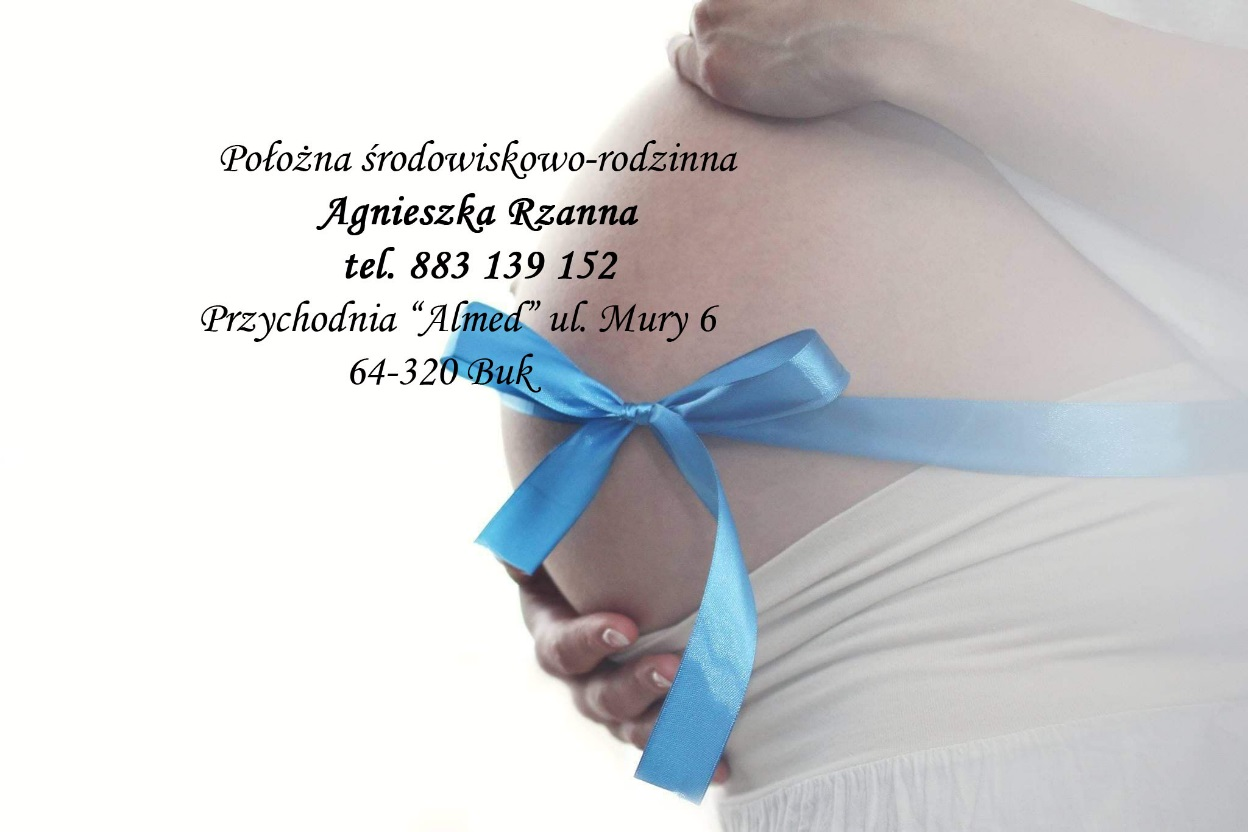 Położna środowiskowo-rodzinna
Agnieszka Rzanna
tel. 883 139 152
Przychodnia “Almed” ul. Mury 6
64-320 Buk